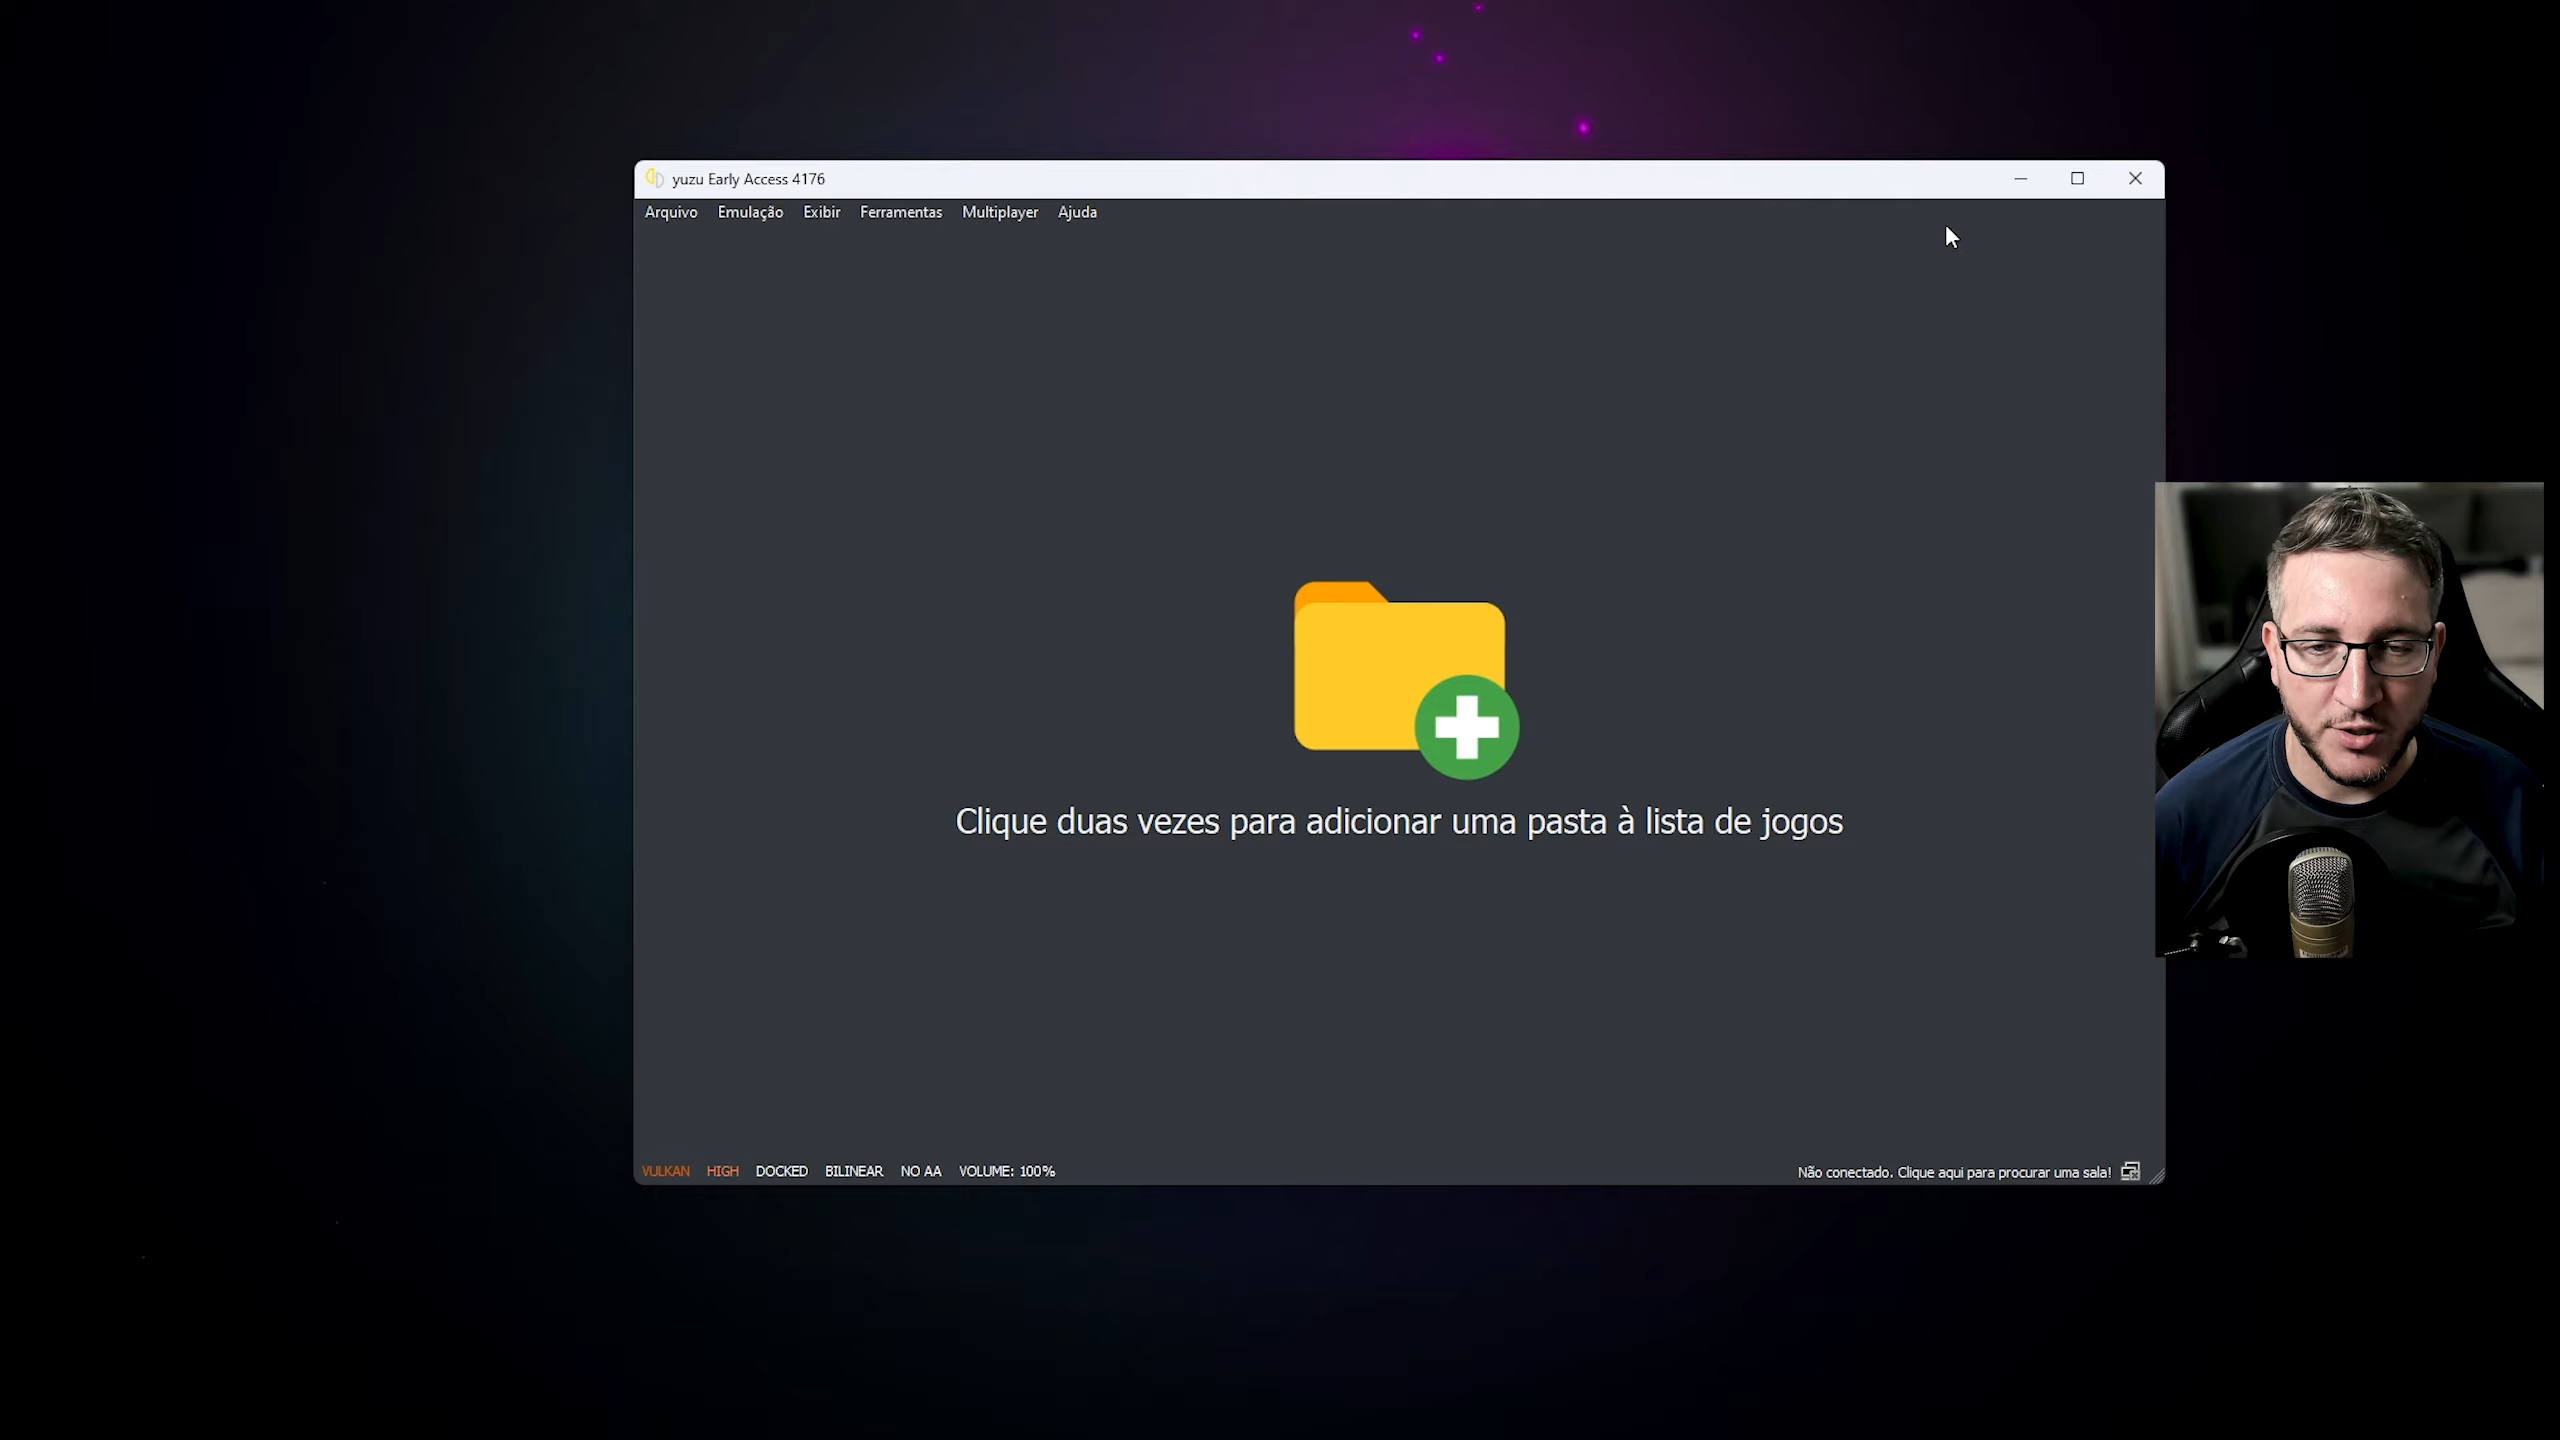 yuzu Early Access 4176
Arquivo Emulação Exibir Ferramentas Multiplayer Ajuda
Clique duas vezes para adicionar uma pasta à lista de jogos
VULKAN HIGH DOCKED BILINEAR NO AA VOLUME: 100% Não conectado. Clique aqui para procurar uma sala!